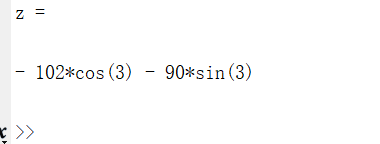 z =
- 102*cos(3) - 90*sin(3)
>>